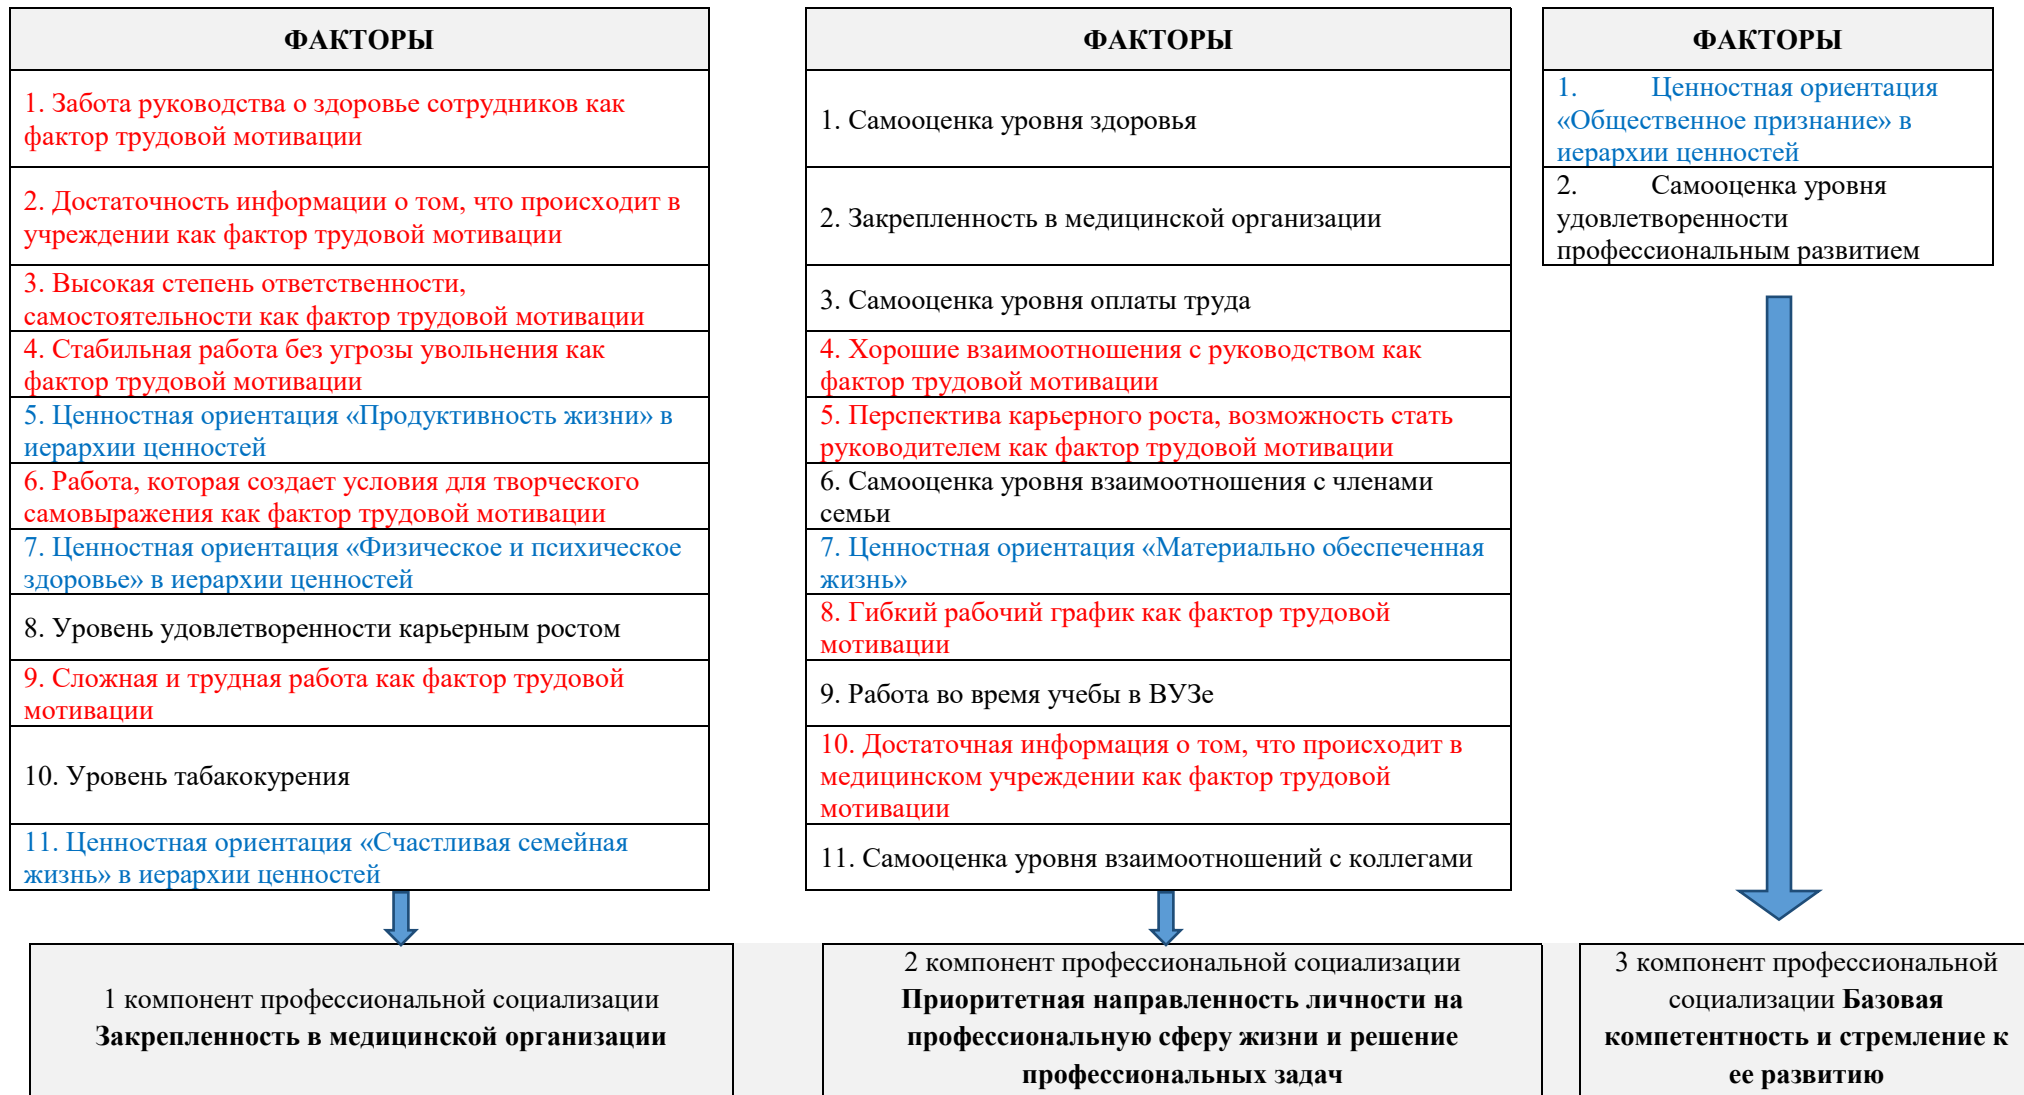 ФАКТОРЫ
1. Забота руководства о здоровье сотрудников как
фактор трудовой мотивации
2. Достаточность информации о том, что происходит в
учреждении как фактор трудовой мотивации
3. Высокая степень ответственности,
самостоятельности как фактор трудовой мотивации
4. Стабильная работа без угрозы увольнения как
фактор трудовой мотивации
5. Ценностная ориентация «Продуктивность жизни» в
иерархии ценностей
6. Работа, которая создает условия для творческого
самовыражения как фактор трудовой мотивации
7. Ценностная ориентация «Физическое и психическое
здоровье» в иерархии ценностей
8. Уровень удовлетворенности карьерным ростом
9. Сложная и трудная работа как фактор трудовой
мотивации
10. Уровень табакокурения
11. Ценностная ориентация «Счастливая семейная
жизнь» в иерархии ценностей
ФАКТОРЫ
1. Самооценка уровня здоровья
2. Закрепленность в медицинской организации
3. Самооценка уровня оплаты труда
4. Хорошие взаимоотношения с руководством как
фактор трудовой мотивации
5. Перспектива карьерного роста, возможность стать
руководителем как фактор трудовой мотивации
6. Самооценка уровня взаимоотношения с членами
семьи
7. Ценностная ориентация «Материально обеспеченная
жизнь»
8. Гибкий рабочий график как фактор трудовой
мотивации
9. Работа во время учебы в ВУЗе
10. Достаточная информация о том, что происходит в
медицинском учреждении как фактор трудовой
мотивации
11. Самооценка уровня взаимоотношений с коллегами
ФАКТОРЫ
1. Ценностная ориентация
«Общественное признание» в
иерархии ценностей
2. Самооценка уровня
удовлетворенности
профессиональным развитием
1 компонент профессиональной социализации
Закрепленность в медицинской организации
2 компонент профессиональной социализации
Приоритетная направленность личности на
профессиональную сферу жизни и решение
профессиональных задач
3 компонент профессиональной
социализации Базовая
компетентность и стремление к
ее развитию